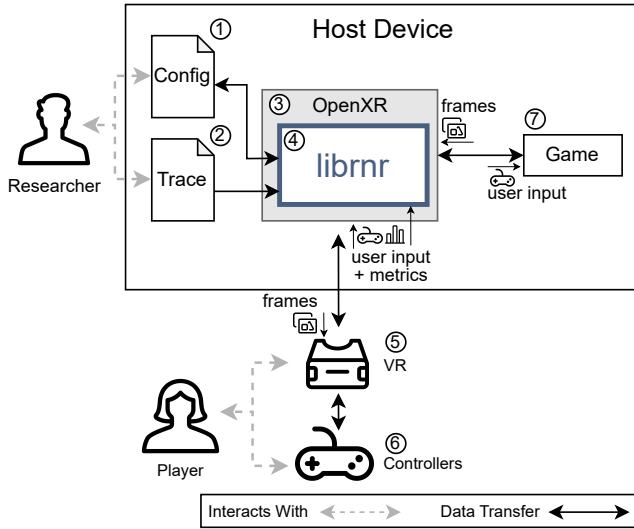 Host Device
1
Config
3
OpenXR
frames
7
2
4
librnr
Game
Researcher
Trace
user input
user input
+ metrics
frames
5
VR
6
Player
Controllers
Interacts With
Data Transfer